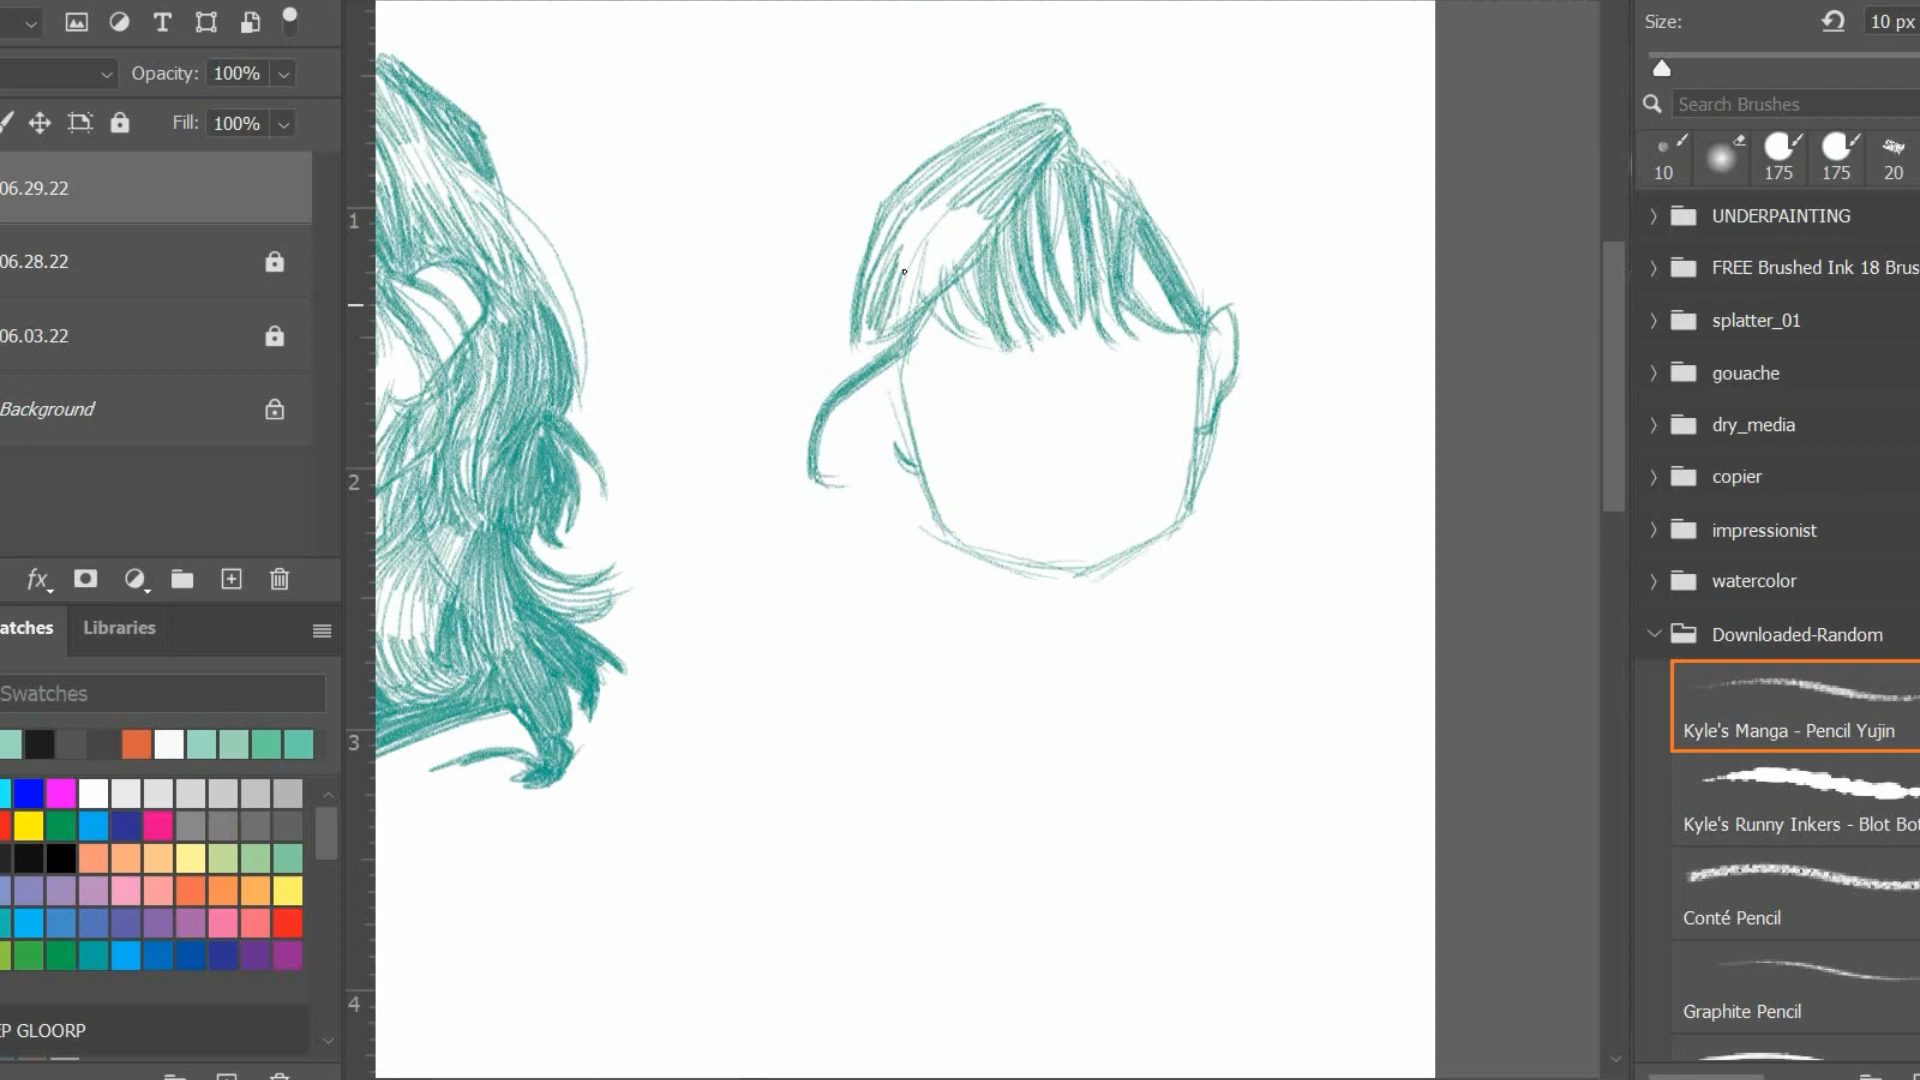 Opacity: 100%
Fill: 100%
06.29.22
06.28.22
06.03.22
Background
Libraries
Swatches
GLOORP
1
2
3
4
Size: 10 px
Search Brushes
10 175 175 20
UNDERPAINTING
FREE Brushed Ink 18 Brus
splatter_01
gouache
dry_media
copier
impressionist
watercolor
Downloaded-Random
Kyle's Manga - Pencil Yujin
Kyle's Runny Inkers - Blot Bot
Conté Pencil
Graphite Pencil